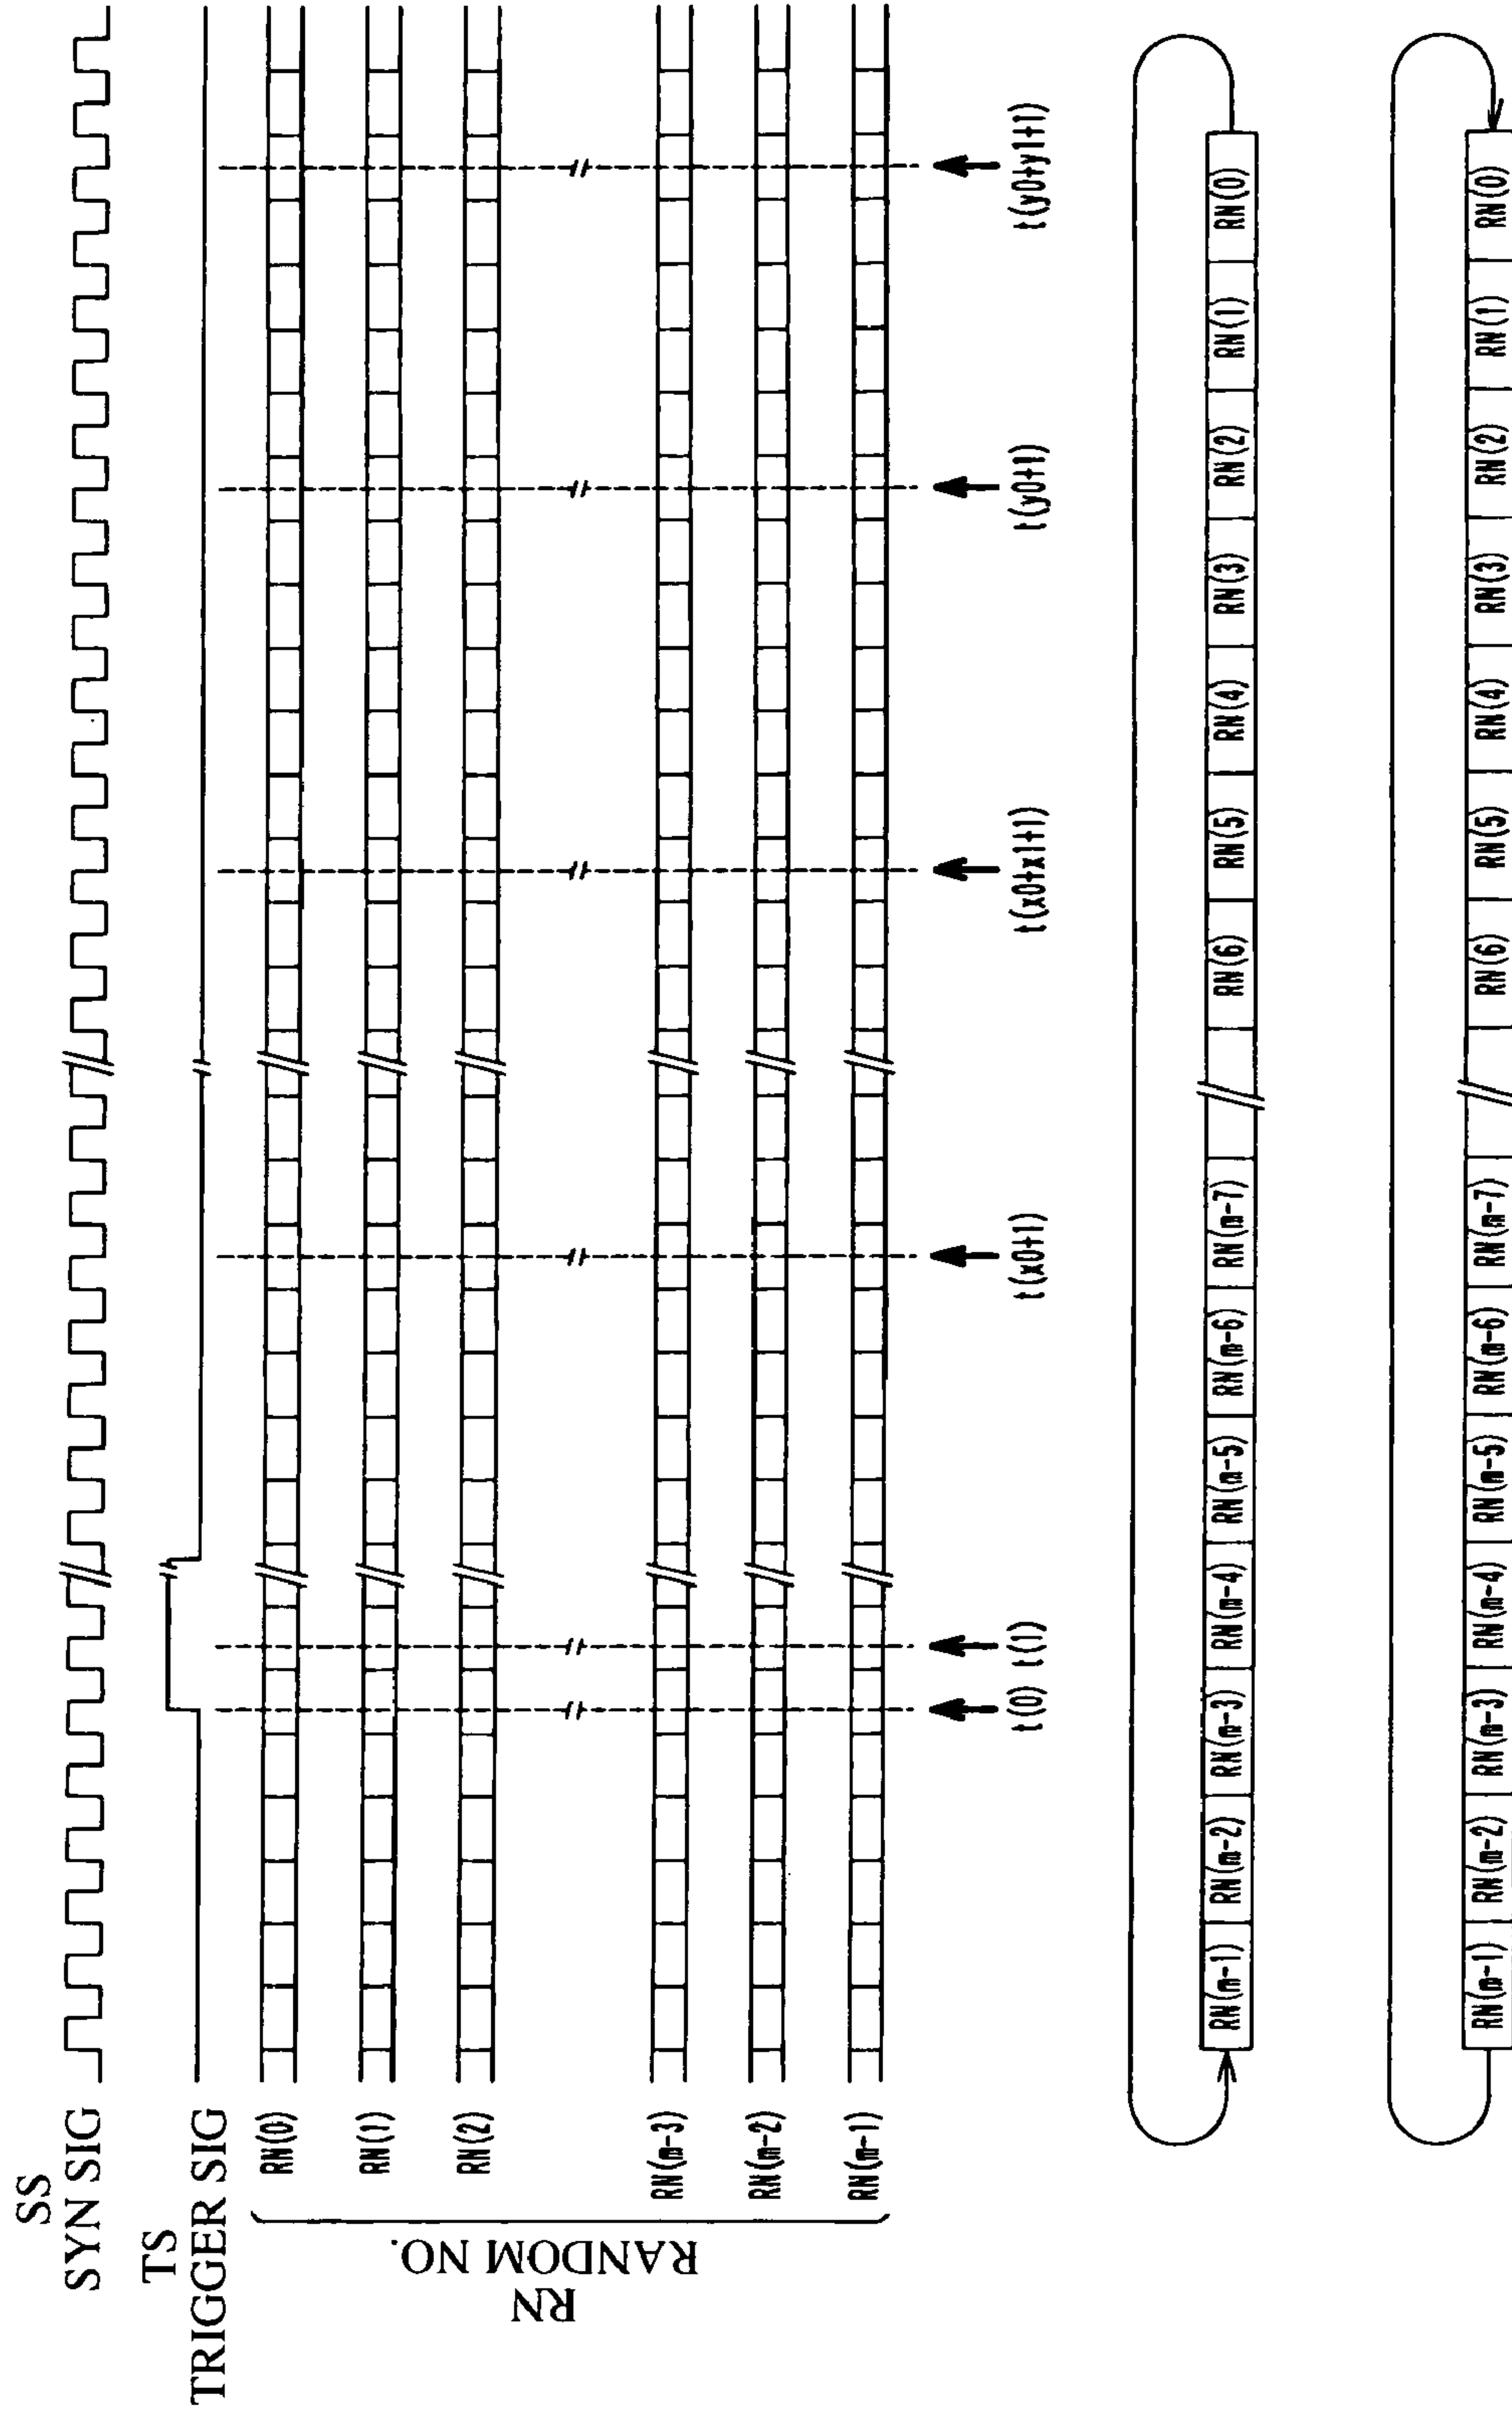 SS
SYN SIG
TS
TRIGGER SIG
RN
RANDOM NO.
RN(0)
RN(1)
RN(2)
RN(m-3)
RN(m-2)
RN(m-1)
t(0) t(1) t(x0+1) t(x0+x1+1) t(y0+1) t(y0+y1+1)
RN(m-1) RN(m-2) RN(m-3) RN(m-4) RN(m-5) RN(m-6) RN(m-7) RN(6) RN(5) RN(4) RN(3) RN(2) RN(1) RN(0)
RN(m-1) RN(m-2) RN(m-3) RN(m-4) RN(m-5) RN(m-6) RN(m-7) RN(6) RN(5) RN(4) RN(3) RN(2) RN(1) RN(0)